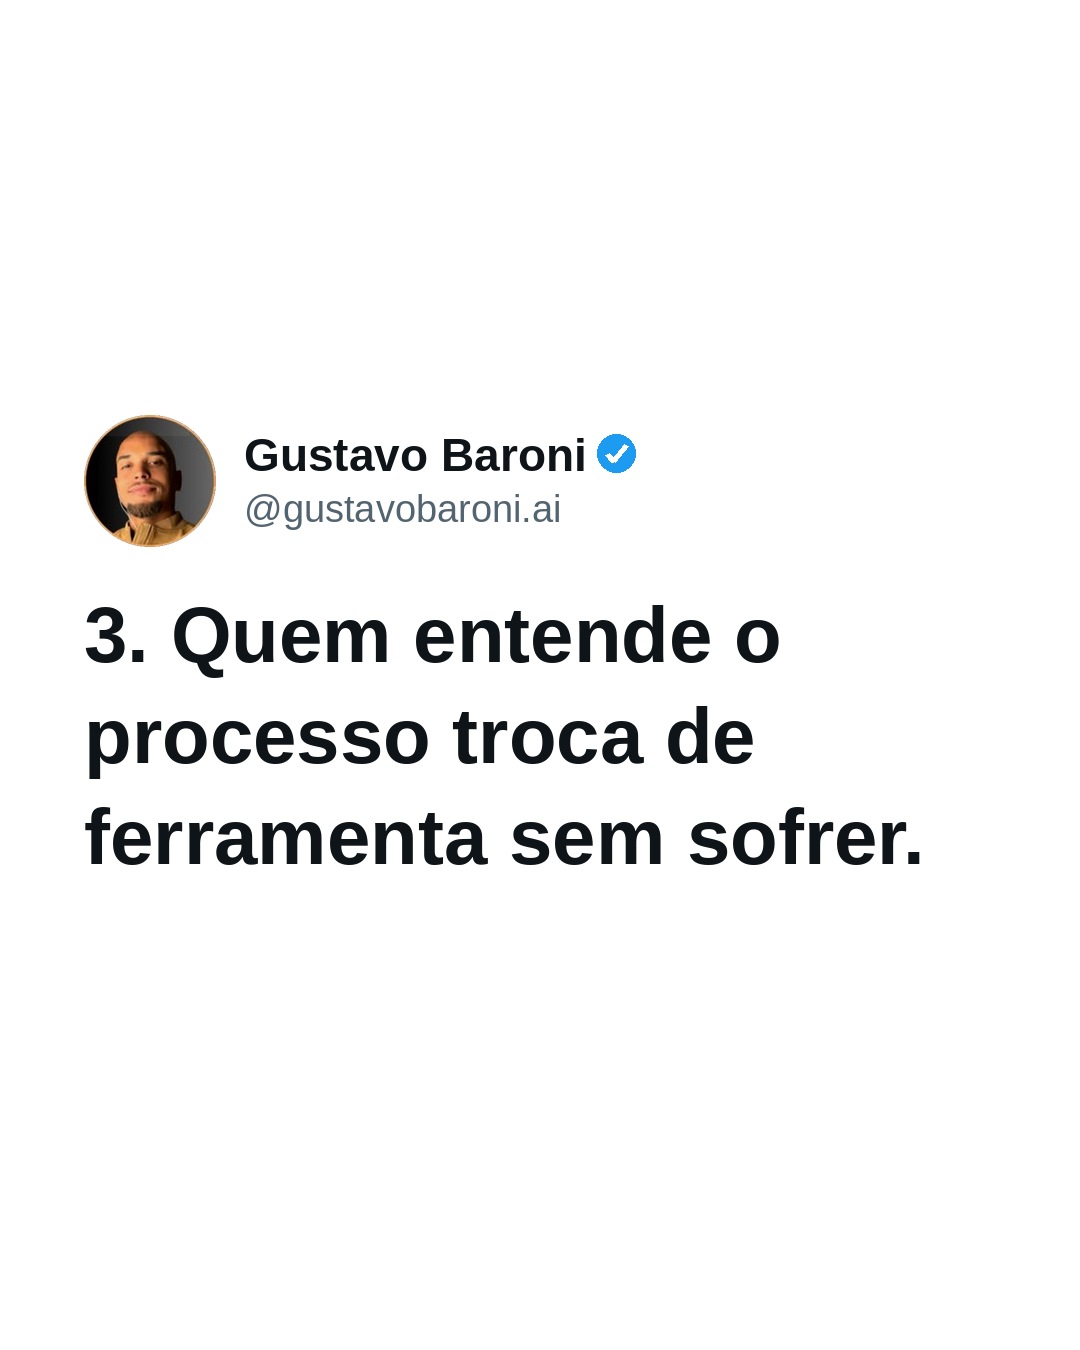 Gustavo Baroni
@gustavobaroni.ai
3. Quem entende o
processo troca de
ferramenta sem sofrer.